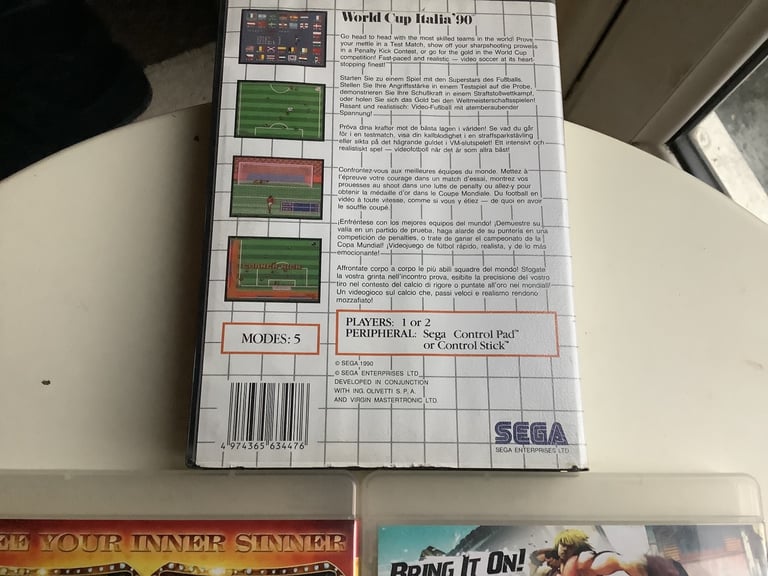 World Cup Italia '90
Go head to head with the most skilled teams in the world! Prove
your mettle in a Test Match, show off your sharpshooting prowess
in a Penalty Kick Contest, or go for the gold in the World Cup
competition! Fast-paced and realistic — video soccer at its heart-
stopping finest!
Starten Sie zu einem Spiel mit den Superstars des Fußballs.
Stellen Sie Ihre Angriffsstärke in einem Testspiel auf die Probe,
demonstrieren Sie Ihre Schußkraft in einem Strafstoßwettkampf,
oder holen Sie sich das Gold bei den Weltmeisterschaftsspielen!
Rasant und realistisch: Video-Fußball mit atemberaubender
Spannung!
Pröva dina krafter mot de bästa lagen i världen! Se vad du går
för i en testmatch, visa din kallblodighet i en straffsparkstävling
eller sikta på det hägrande guldet i VM-slutspelet! Ett intensivt och
realistiskt spel — videofotboll när det är som allra bäst!
Confrontez-vous aux meilleures équipes du monde. Mettez à
l'épreuve votre courage dans un match d'essai, montrez vos
prouesses au shoot dans une lutte de penalty ou allez-y pour
obtenir la médaille d'or dans le Coupe Mondiale. Du football en
vidéo à toute vitesse, comme si vous y étiez — de quoi en avoir
le souffle coupé.
¡Enfréntese con los mejores equipos del mundo! ¡Demuestre su
valía en un partido de prueba, haga alarde de su puntería en una
competición de penalties, o trate de ganar el campeonato de la
Copa Mundial! ¡Videojuego de fútbol rápido, realista, y de lo más
emocionante!
Affrontate corpo a corpo le più abili squadre del mondo! Sfogate
la vostra grinta nell'incontro prova, esibite la precisione del vostro
tiro nel contesto del calcio di rigore o puntate all'oro nei mondiali!
Un videogioco sul calcio che, passi veloci e realismo rendono
mozzafiato!
MODES: 5
PLAYERS: 1 or 2
PERIPHERAL: Sega Control Pad™
or Control Stick™
© SEGA 1990
© SEGA ENTERPRISES LTD.
DEVELOPED IN CONJUNCTION
WITH ING. OLIVETTI S. P. A.
AND VIRGIN MASTERTRONIC LTD.
4 974365 634476
SEGA
SEGA ENTERPRISES LTD
EE YOUR INNER SINNER
BRING IT ON!